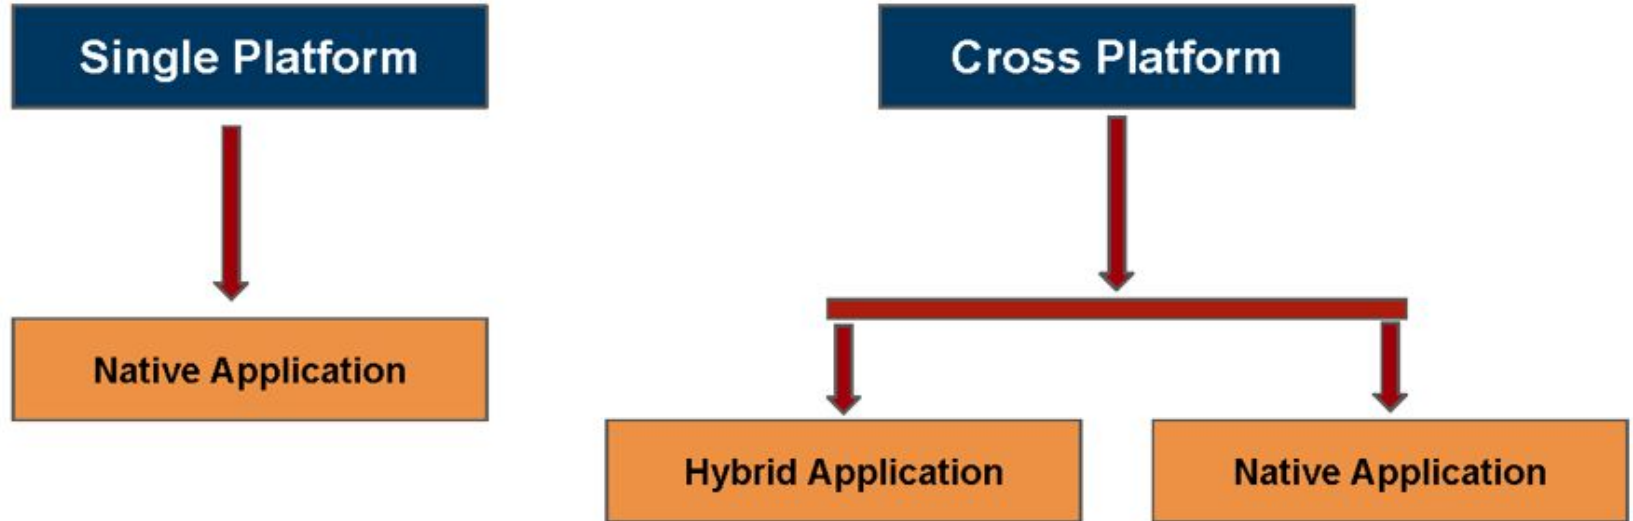 Single Platform
Cross Platform
Native Application
Hybrid Application
Native Application